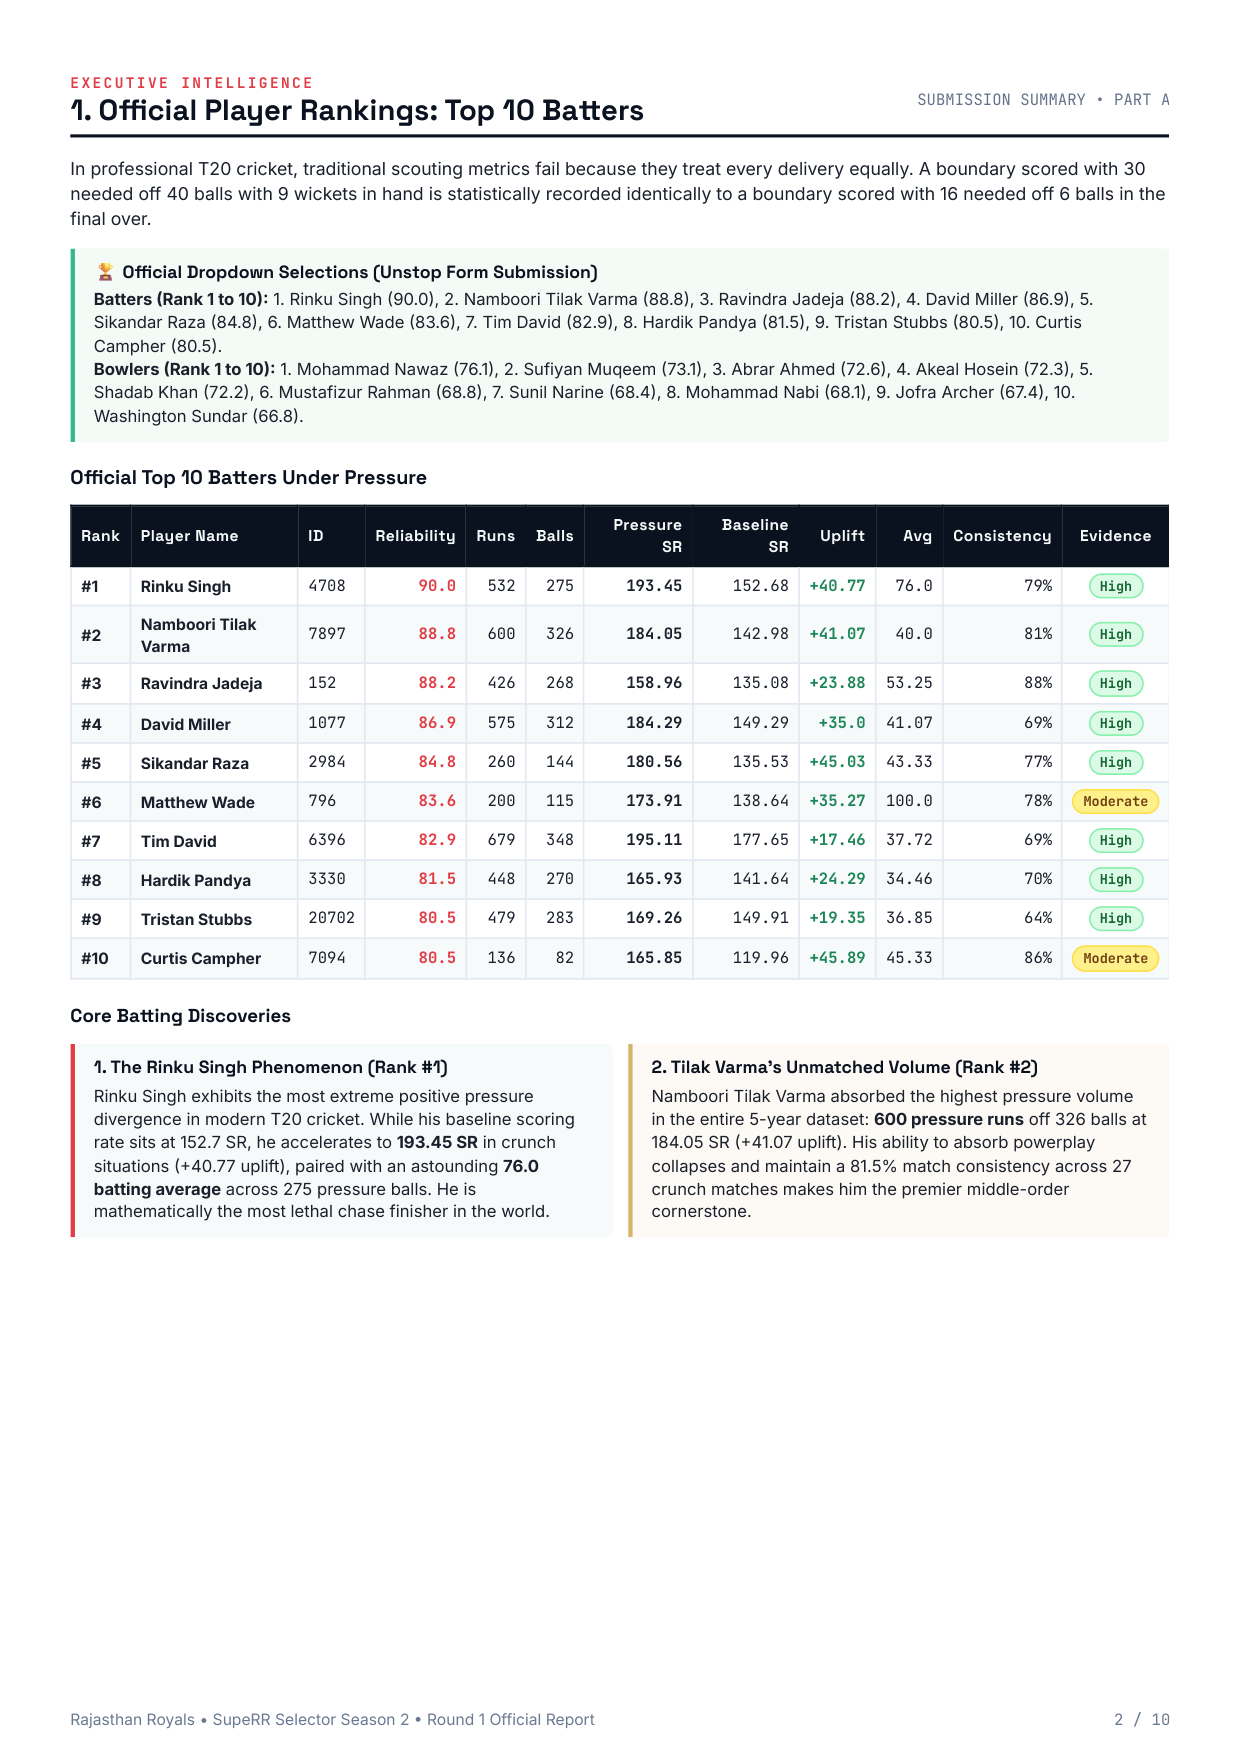 EXECUTIVE INTELLIGENCE
1. Official Player Rankings: Top 10 Batters
SUBMISSION SUMMARY • PART A
In professional T20 cricket, traditional scouting metrics fail because they treat every delivery equally. A boundary scored with 30
needed off 40 balls with 9 wickets in hand is statistically recorded identically to a boundary scored with 16 needed off 6 balls in the
final over.
🏆 Official Dropdown Selections (Unstop Form Submission)
Batters (Rank 1 to 10): 1. Rinku Singh (90.0), 2. Namboori Tilak Varma (88.8), 3. Ravindra Jadeja (88.2), 4. David Miller (86.9), 5.
Sikandar Raza (84.8), 6. Matthew Wade (83.6), 7. Tim David (82.9), 8. Hardik Pandya (81.5), 9. Tristan Stubbs (80.5), 10. Curtis
Campher (80.5).
Bowlers (Rank 1 to 10): 1. Mohammad Nawaz (76.1), 2. Sufiyan Muqeem (73.1), 3. Abrar Ahmed (72.6), 4. Akeal Hosein (72.3), 5.
Shadab Khan (72.2), 6. Mustafizur Rahman (68.8), 7. Sunil Narine (68.4), 8. Mohammad Nabi (68.1), 9. Jofra Archer (67.4), 10.
Washington Sundar (66.8).
Official Top 10 Batters Under Pressure
Rank Player Name ID Reliability Runs Balls Pressure SR Baseline SR Uplift Avg Consistency Evidence
#1 Rinku Singh 4708 90.0 532 275 193.45 152.68 +40.77 76.0 79% High
#2 Namboori Tilak Varma 7897 88.8 600 326 184.05 142.98 +41.07 40.0 81% High
#3 Ravindra Jadeja 152 88.2 426 268 158.96 135.08 +23.88 53.25 88% High
#4 David Miller 1077 86.9 575 312 184.29 149.29 +35.0 41.07 69% High
#5 Sikandar Raza 2984 84.8 260 144 180.56 135.53 +45.03 43.33 77% High
#6 Matthew Wade 796 83.6 200 115 173.91 138.64 +35.27 100.0 78% Moderate
#7 Tim David 6396 82.9 679 348 195.11 177.65 +17.46 37.72 69% High
#8 Hardik Pandya 3330 81.5 448 270 165.93 141.64 +24.29 34.46 70% High
#9 Tristan Stubbs 20702 80.5 479 283 169.26 149.91 +19.35 36.85 64% High
#10 Curtis Campher 7094 80.5 136 82 165.85 119.96 +45.89 45.33 86% Moderate
Core Batting Discoveries
1. The Rinku Singh Phenomenon (Rank #1)
Rinku Singh exhibits the most extreme positive pressure
divergence in modern T20 cricket. While his baseline scoring
rate sits at 152.7 SR, he accelerates to 193.45 SR in crunch
situations (+40.77 uplift), paired with an astounding 76.0
batting average across 275 pressure balls. He is
mathematically the most lethal chase finisher in the world.
2. Tilak Varma's Unmatched Volume (Rank #2)
Namboori Tilak Varma absorbed the highest pressure volume
in the entire 5-year dataset: 600 pressure runs off 326 balls at
184.05 SR (+41.07 uplift). His ability to absorb powerplay
collapses and maintain a 81.5% match consistency across 27
crunch matches makes him the premier middle-order
cornerstone.
Rajasthan Royals • SupeRR Selector Season 2 • Round 1 Official Report
2 / 10